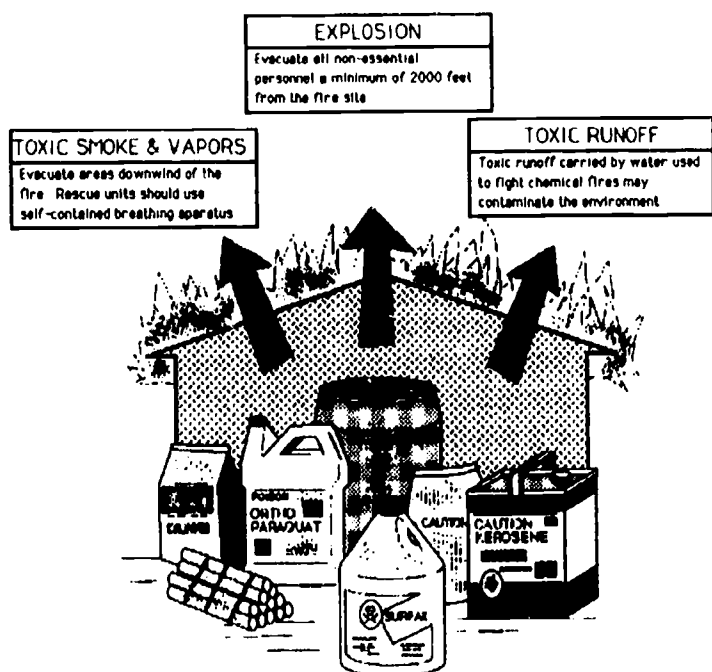 EXPLOSION
Evacuate all non-essential
personnel a minimum of 2000 feet
from the fire site
TOXIC SMOKE & VAPORS
Evacuate areas downwind of the
fire Rescue units should use
self-contained breathing apparatus
TOXIC RUNOFF
Toxic runoff carried by water used
to fight chemical fires may
contaminate the environment
POISON
ORTHO
PARAQUAT
CAUTION
CAUTION
KEROSENE